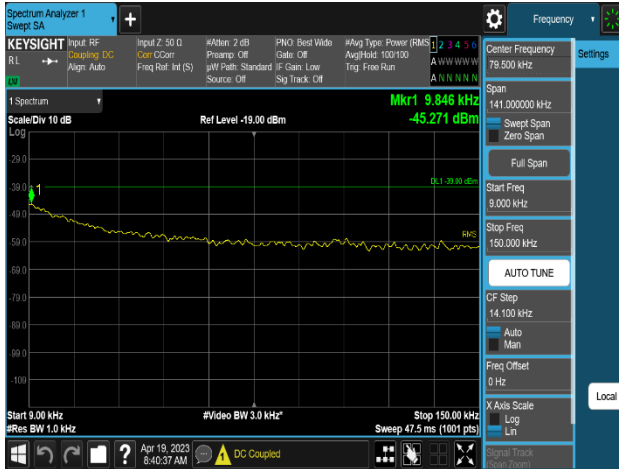 Spectrum Analyzer 1
Swept SA
Frequency
KEYSIGHT
R L
LV
Input: RF
Coupling: DC
Align: Auto
Input Z: 50 Ω
Corr CCorr
Freq Ref: Int (S)
#Atten: 2 dB
Preamp: Off
µW Path: Standard
Source: Off
PNO: Best Wide
Gate: Off
IF Gain: Low
Sig Track: Off
#Avg Type: Power (RMS
Avg|Hold: 100/100
Trig: Free Run
1 2 3 4 5 6
A W W W W W
A N N N N N
1 Spectrum
Scale/Div 10 dB
Ref Level -19.00 dBm
Mkr1 9.846 kHz
-45.271 dBm
Log
-29.0
-39.0
-49.0
-59.0
-69.0
-79.0
-89.0
-99.0
-109
1
DL1 -39.00 dBm
RMS
Start 9.00 kHz
#Res BW 1.0 kHz
#Video BW 3.0 kHz*
Stop 150.00 kHz
Sweep 47.5 ms (1001 pts)
?
Apr 19, 2023
8:40:37 AM
DC Coupled
Center Frequency
79.500 kHz
Span
141.000000 kHz
Swept Span
Zero Span
Full Span
Start Freq
9.000 kHz
Stop Freq
150.000 kHz
AUTO TUNE
CF Step
14.100 kHz
Auto
Man
Freq Offset
0 Hz
X Axis Scale
Log
Lin
Signal Track
(Span Zoom)
Settings
Local